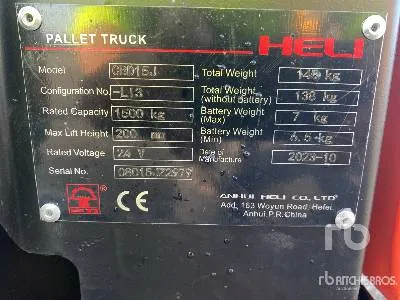 PALLET TRUCK HELI
Model CBD15J Total Weight 145 kg
Configuration No. -L13 Total Weight (without battery) 138 kg
Rated Capacity 1500 kg Battery Weight (Max) 7 kg
Max Lift Height 200 mm Battery Weight (Min) 6.5 kg
Rated Voltage 24 V Date of Manufacture 2023-10
Serial No.
CE ANHUI HELI CO., LTD
Add: 163 Woyun Road, Hefei,
Anhui P.R.China
rb
RITCHIE BROS